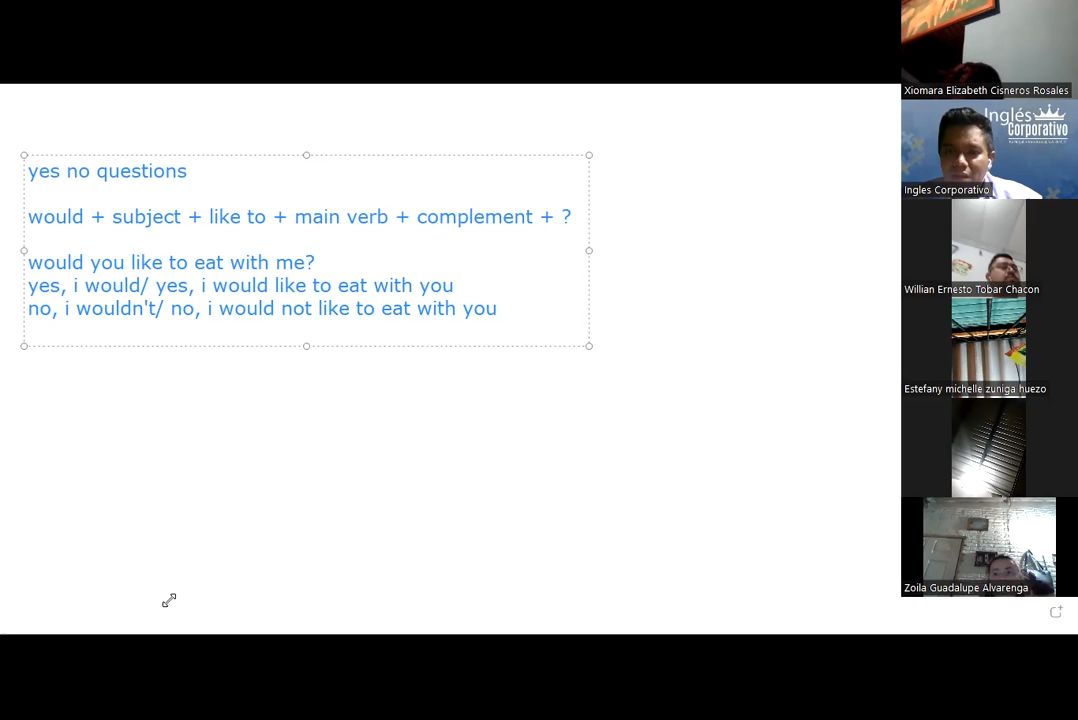 yes no questions
would + subject + like to + main verb + complement + ?
would you like to eat with me?
yes, i would/ yes, i would like to eat with you
no, i wouldn't/ no, i would not like to eat with you
Xiomara Elizabeth Cisneros Rosales
Inglés
Corporativo
Ingles Corporativo
Willian Ernesto Tobar Chacon
Estefany michelle zuniga huezo
Zoila Guadalupe Alvarenga